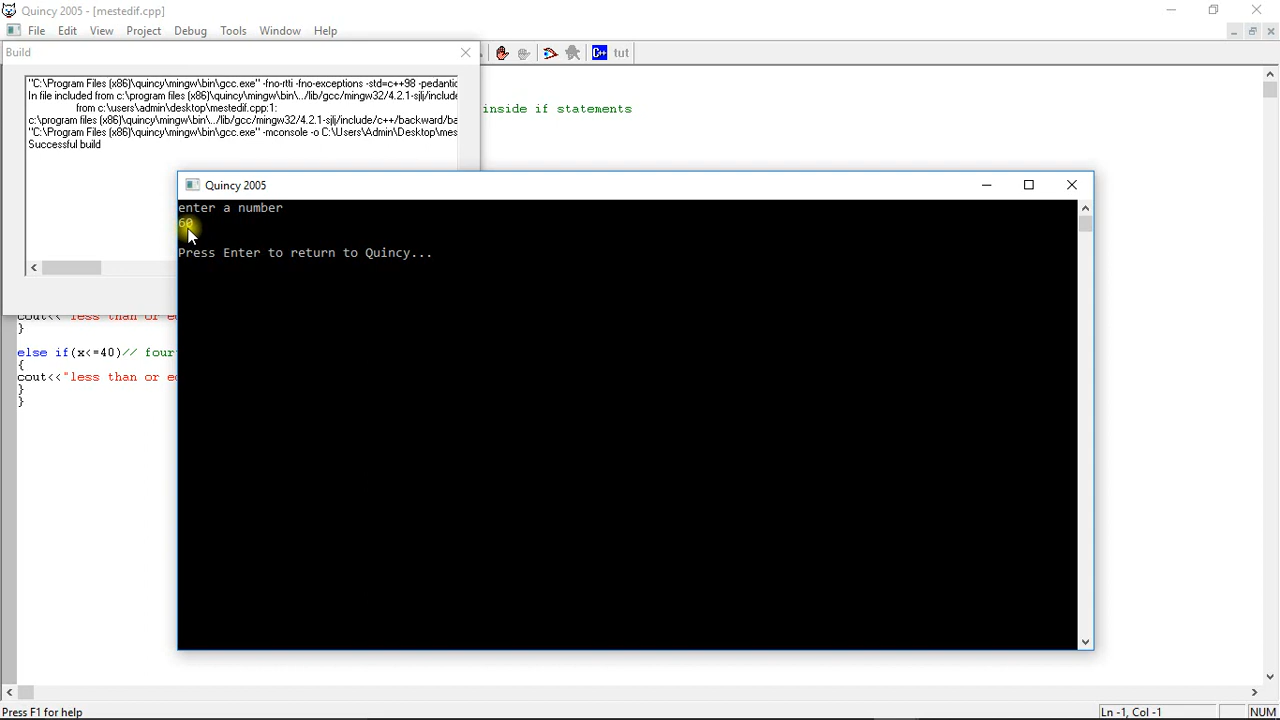 Quincy 2005 - [mestedif.cpp]
File Edit View Project Debug Tools Window Help
Build
C++ tut
"C:\Program Files (x86)\quincy\mingw\bin\gcc.exe" -fno-rtti -fno-exceptions -std=c++98 -pedantic
In file included from c:\program files (x86)\quincy\mingw\bin\../lib/gcc/mingw32/4.2.1-sjlj/include
from c:\users\admin\desktop\mestedif.cpp:1:
c:\program files (x86)\quincy\mingw\bin\../lib/gcc/mingw32/4.2.1-sjlj/include/c++/backward/ba
"C:\Program Files (x86)\quincy\mingw\bin\gcc.exe" -mconsole -o C:\Users\Admin\Desktop\mes
Successful build
inside if statements
Quincy 2005
enter a number
60
Press Enter to return to Quincy...
cout<<"less than or e
}
else if(x<=40)// four
{
cout<<"less than or e
}
}
Press F1 for help
Ln -1, Col -1
NUM